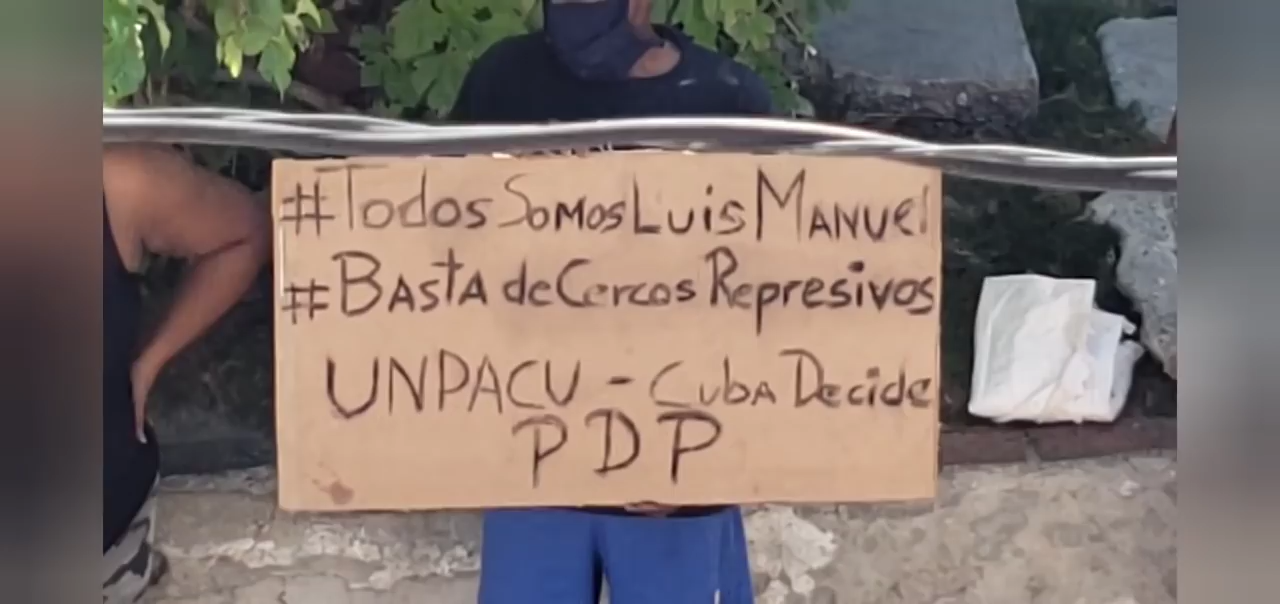 #TodosSomosLuisManuel
#BastadeCercosRepresivos
UNPACU - Cuba Decide
PDP